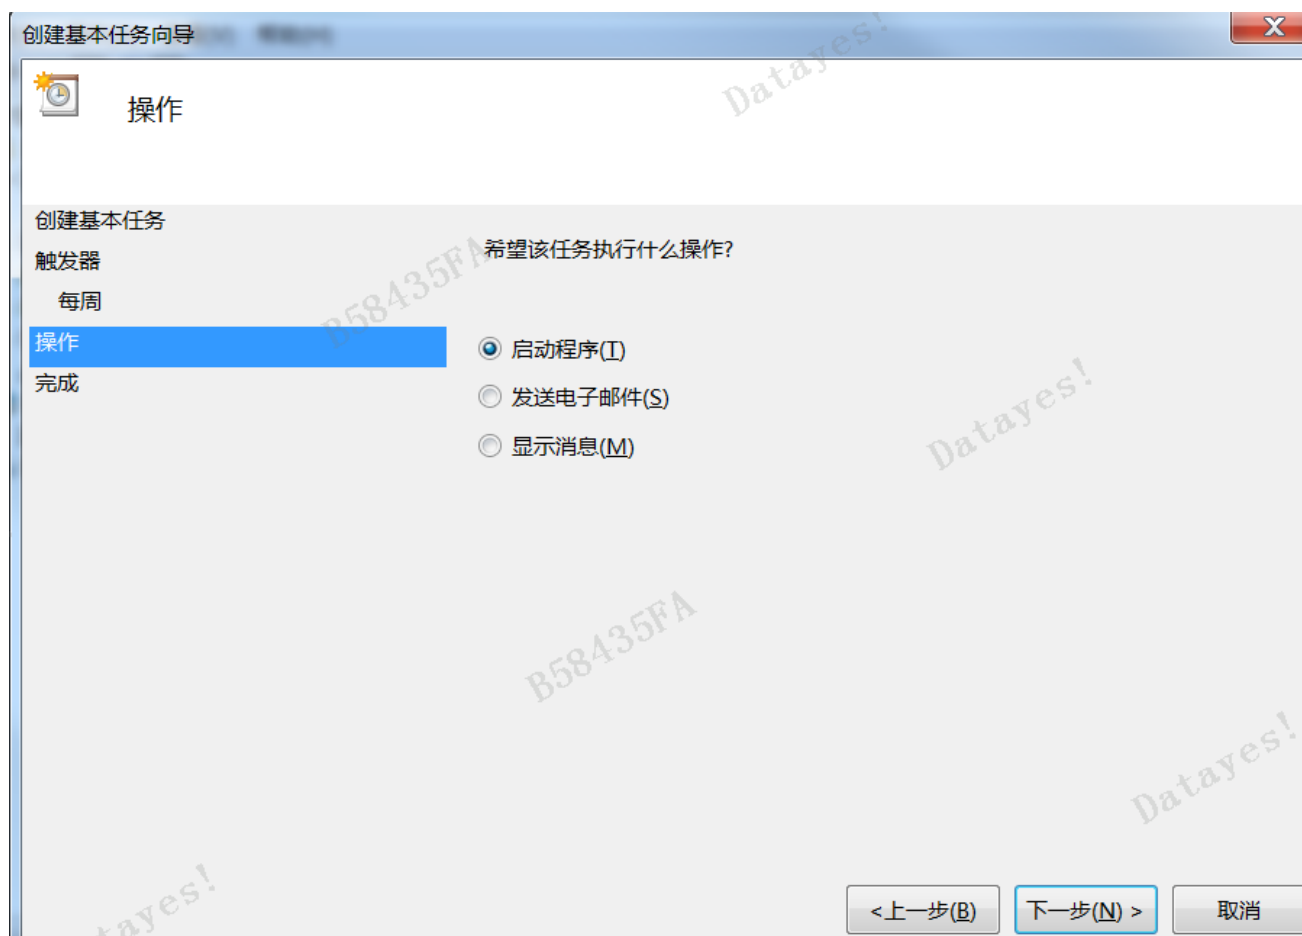 创建基本任务向导
Datayes!
操作
创建基本任务
希望该任务执行什么操作?
触发器
B58435FA
每周
操作
启动程序(T)
完成
发送电子邮件(S)
Datayes!
显示消息(M)
B58435FA
Datayes!
<上一步(B)
下一步(N) >
取消
tayes!